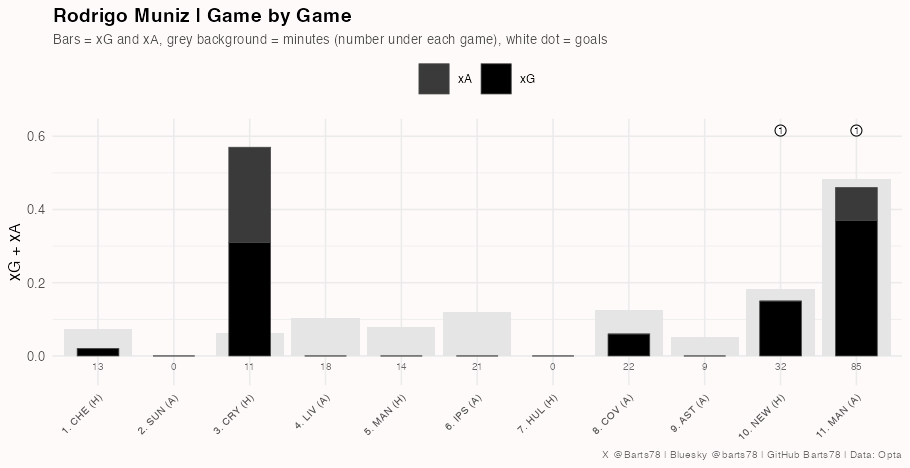 Rodrigo Muniz | Game by Game
Bars = xG and xA, grey background = minutes (number under each game), white dot = goals
xA xG
xG + xA
0.6
0.4
0.2
0.0
1 1
13 0 11 18 14 21 0 22 9 32 85
1. CHE (H) 2. SUN (A) 3. CRY (H) 4. LIV (A) 5. MAN (H) 6. IPS (A) 7. HUL (H) 8. COV (A) 9. AST (A) 10. NEW (H) 11. MAN (A)
X @Barts78 | Bluesky @barts78 | GitHub Barts78 | Data: Opta